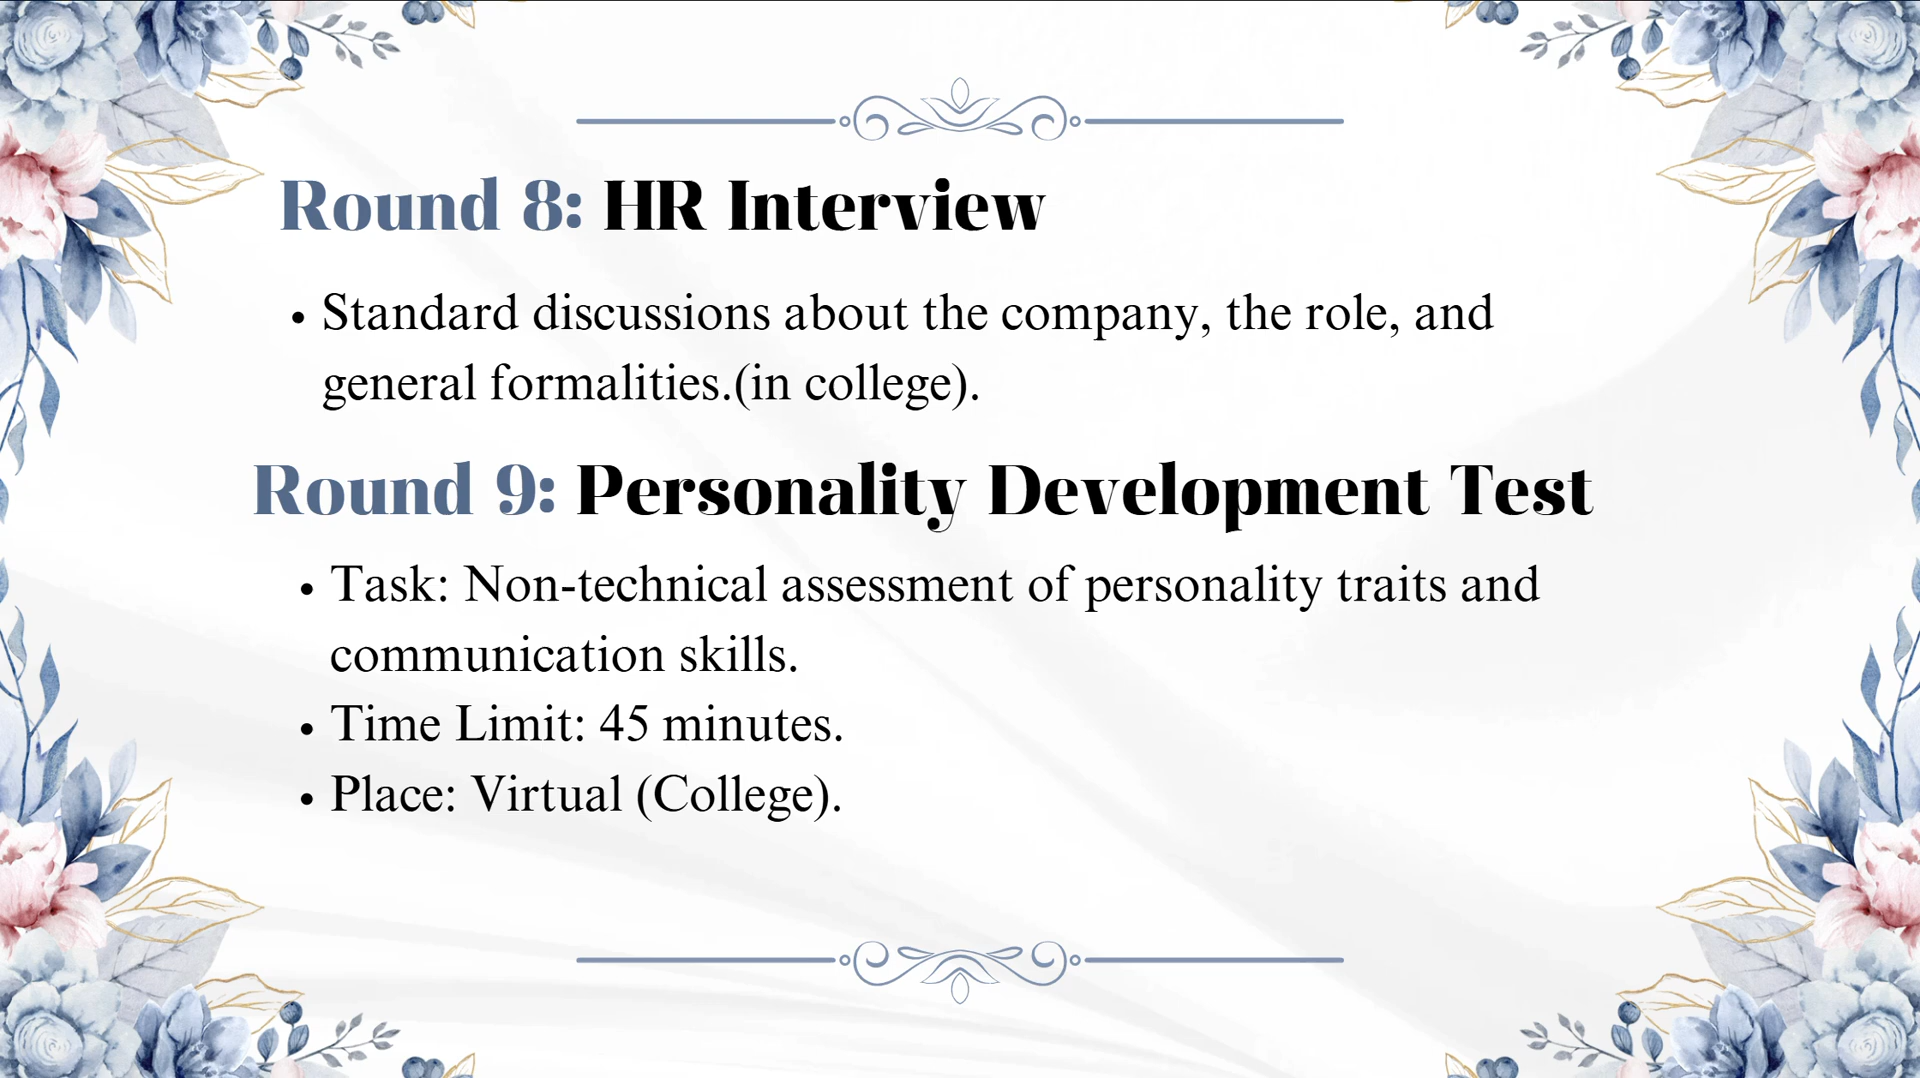 Round 8: HR Interview
• Standard discussions about the company, the role, and
general formalities.(in college).
Round 9: Personality Development Test
• Task: Non-technical assessment of personality traits and
communication skills.
• Time Limit: 45 minutes.
• Place: Virtual (College).